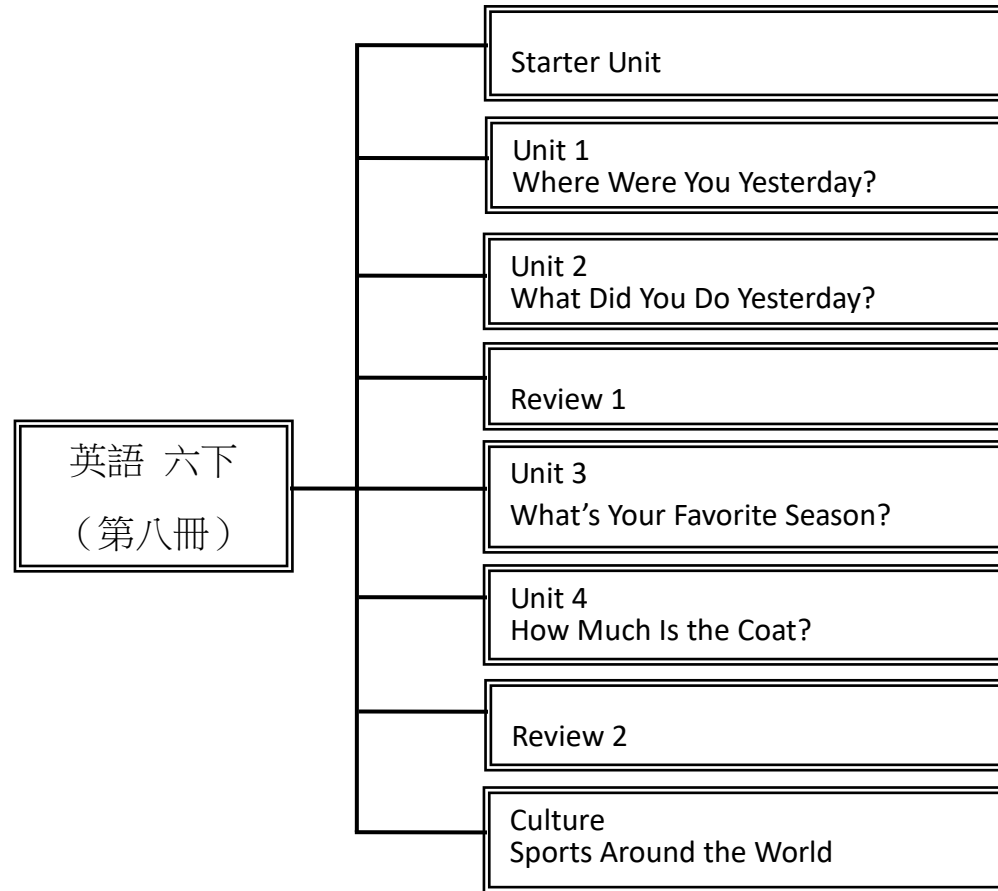 Starter Unit
Unit 1
Where Were You Yesterday?
Unit 2
What Did You Do Yesterday?
Review 1
英語 六下
（第八冊）
Unit 3
What’s Your Favorite Season?
Unit 4
How Much Is the Coat?
Review 2
Culture
Sports Around the World